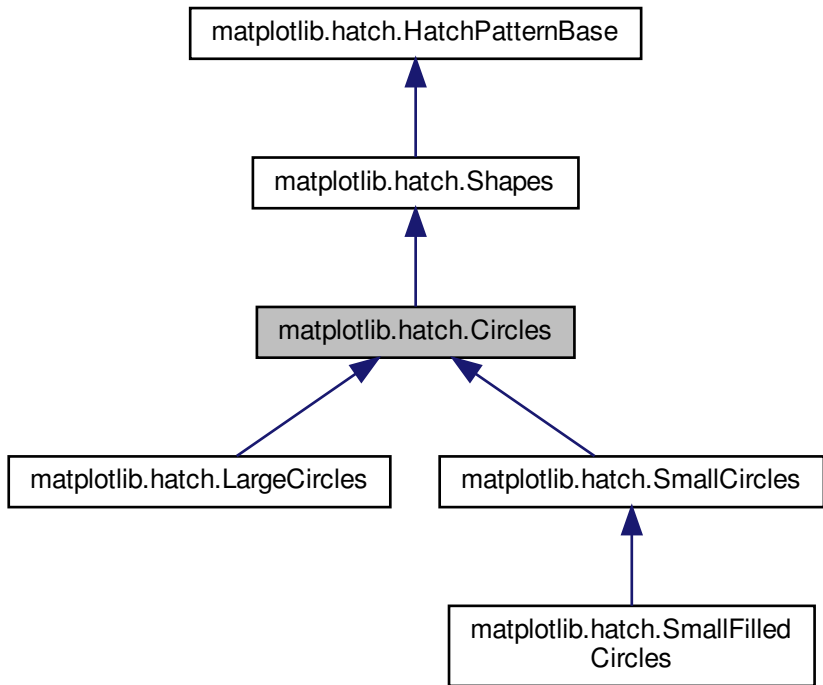 matplotlib.hatch.HatchPatternBase
matplotlib.hatch.Shapes
matplotlib.hatch.Circles
matplotlib.hatch.LargeCircles
matplotlib.hatch.SmallCircles
matplotlib.hatch.SmallFilled
Circles